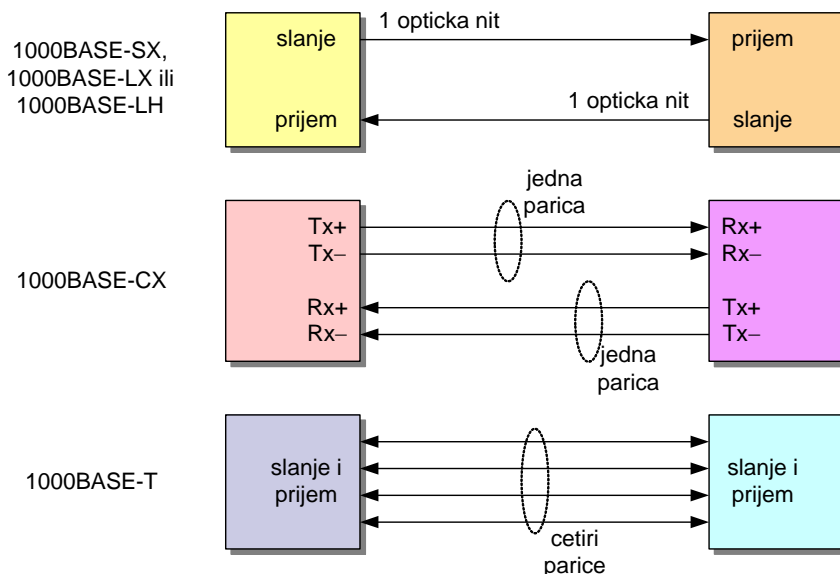 1 opticka nit
1000BASE-SX,
1000BASE-LX ili
1000BASE-LH
slanje
prijem
prijem
slanje
1 opticka nit
jedna
parica
1000BASE-CX
Tx+
Tx−
Rx+
Rx−
Rx+
Rx−
Tx+
Tx−
jedna
parica
1000BASE-T
slanje i
prijem
slanje i
prijem
cetiri
parice